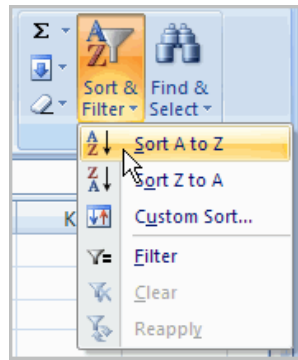 Σ
Sort & Filter
Find & Select
Sort A to Z
Sort Z to A
Custom Sort...
K
Filter
Clear
Reapply